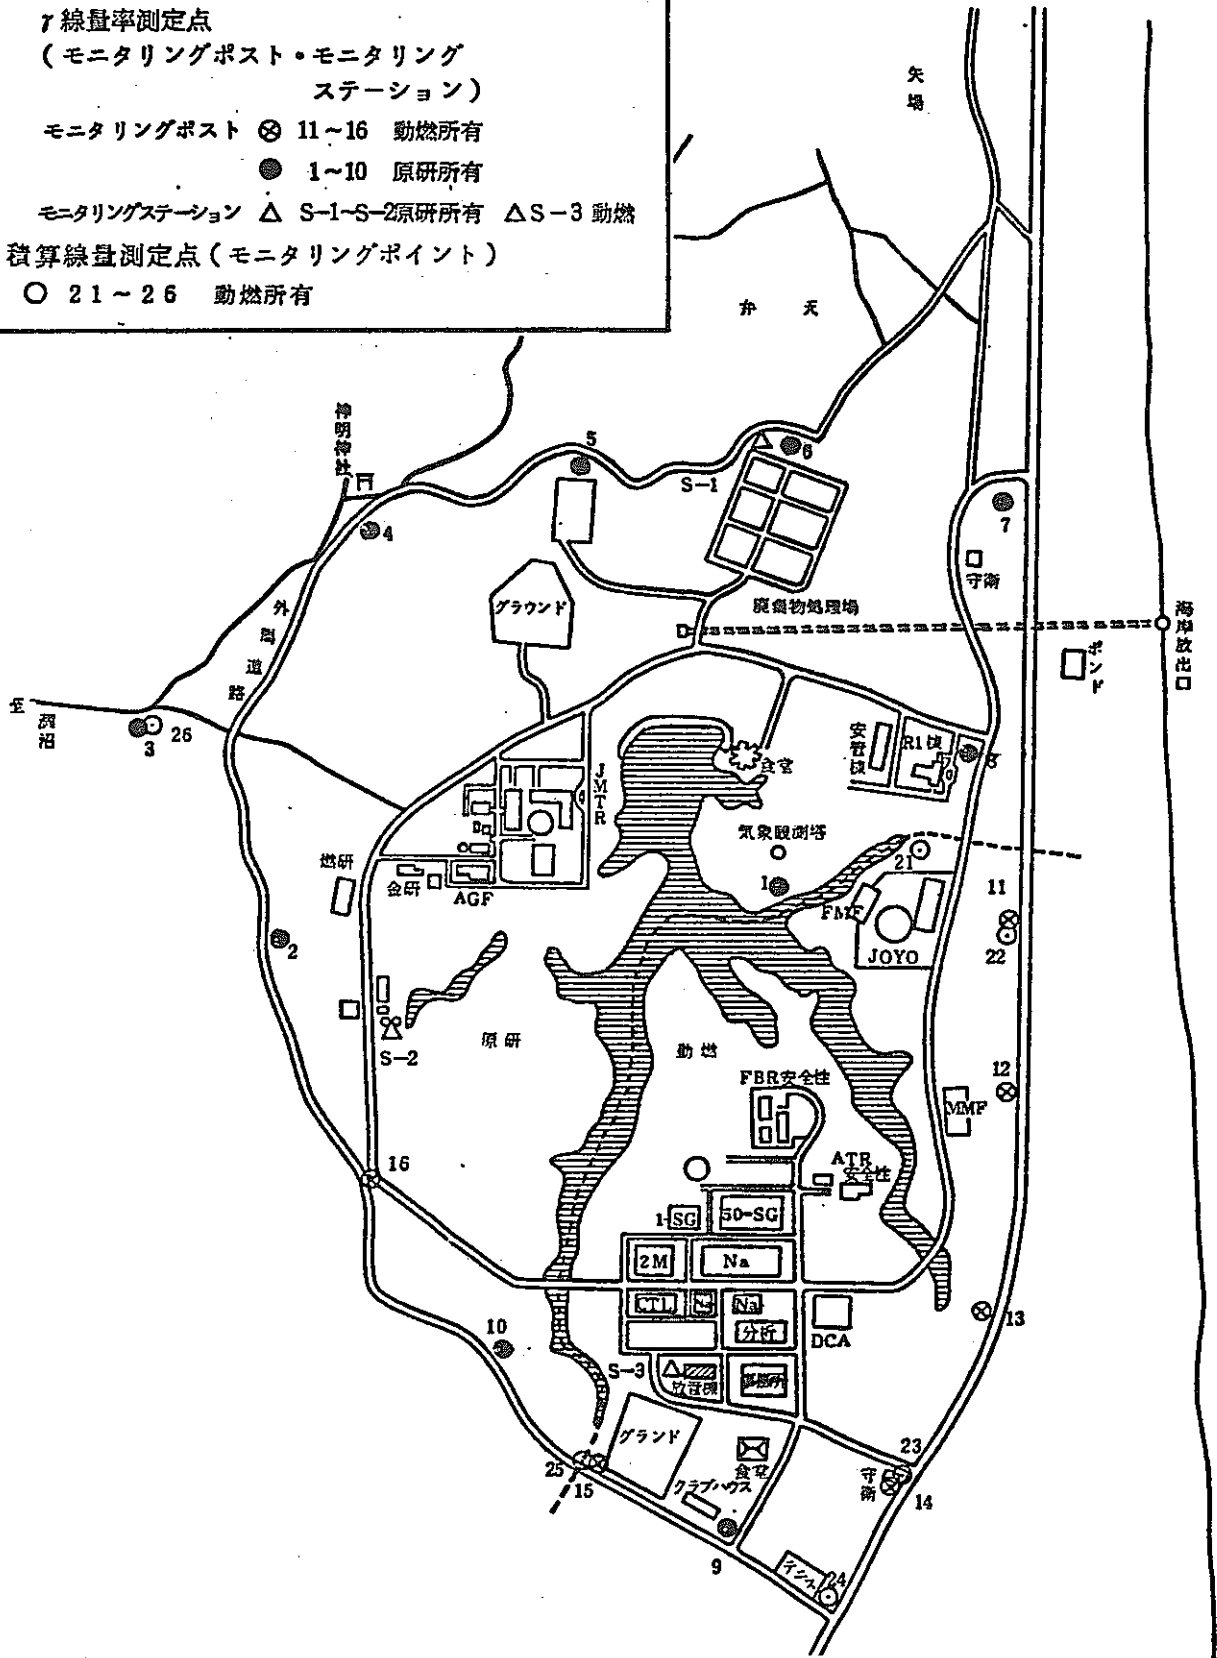 γ線量率測定点
(モニタリングポスト・モニタリング
ステーション)
モニタリングポスト ⊗ 11~16 動燃所有
● 1~10 原研所有
モニタリングステーション △ S-1~S-2原研所有 △S-3 動燃
積算線量測定点(モニタリングポイント)
○ 21~26 動燃所有
矢場
弁天
神明神社
5
6
S-1
4
7
守衛
外周道路
グラウンド
廃棄物処理場
海岸放出口
ポンド
至涸沼
3
26
JMTR
食堂
安管棟
R1棟
8
気象観測塔
燃研
金研
AGF
1
21
11
FMF
22
JOYO
2
S-2
原研
動燃
12
FBR安全性
MMF
16
ATR
安全性
1-SG
50-SG
2M
Na
CTL
Na
Na
分析
DCA
13
10
S-3
放管棟
事務所
グランド
食堂
25
15
クラブハウス
23
守衛
14
9
テニス
24